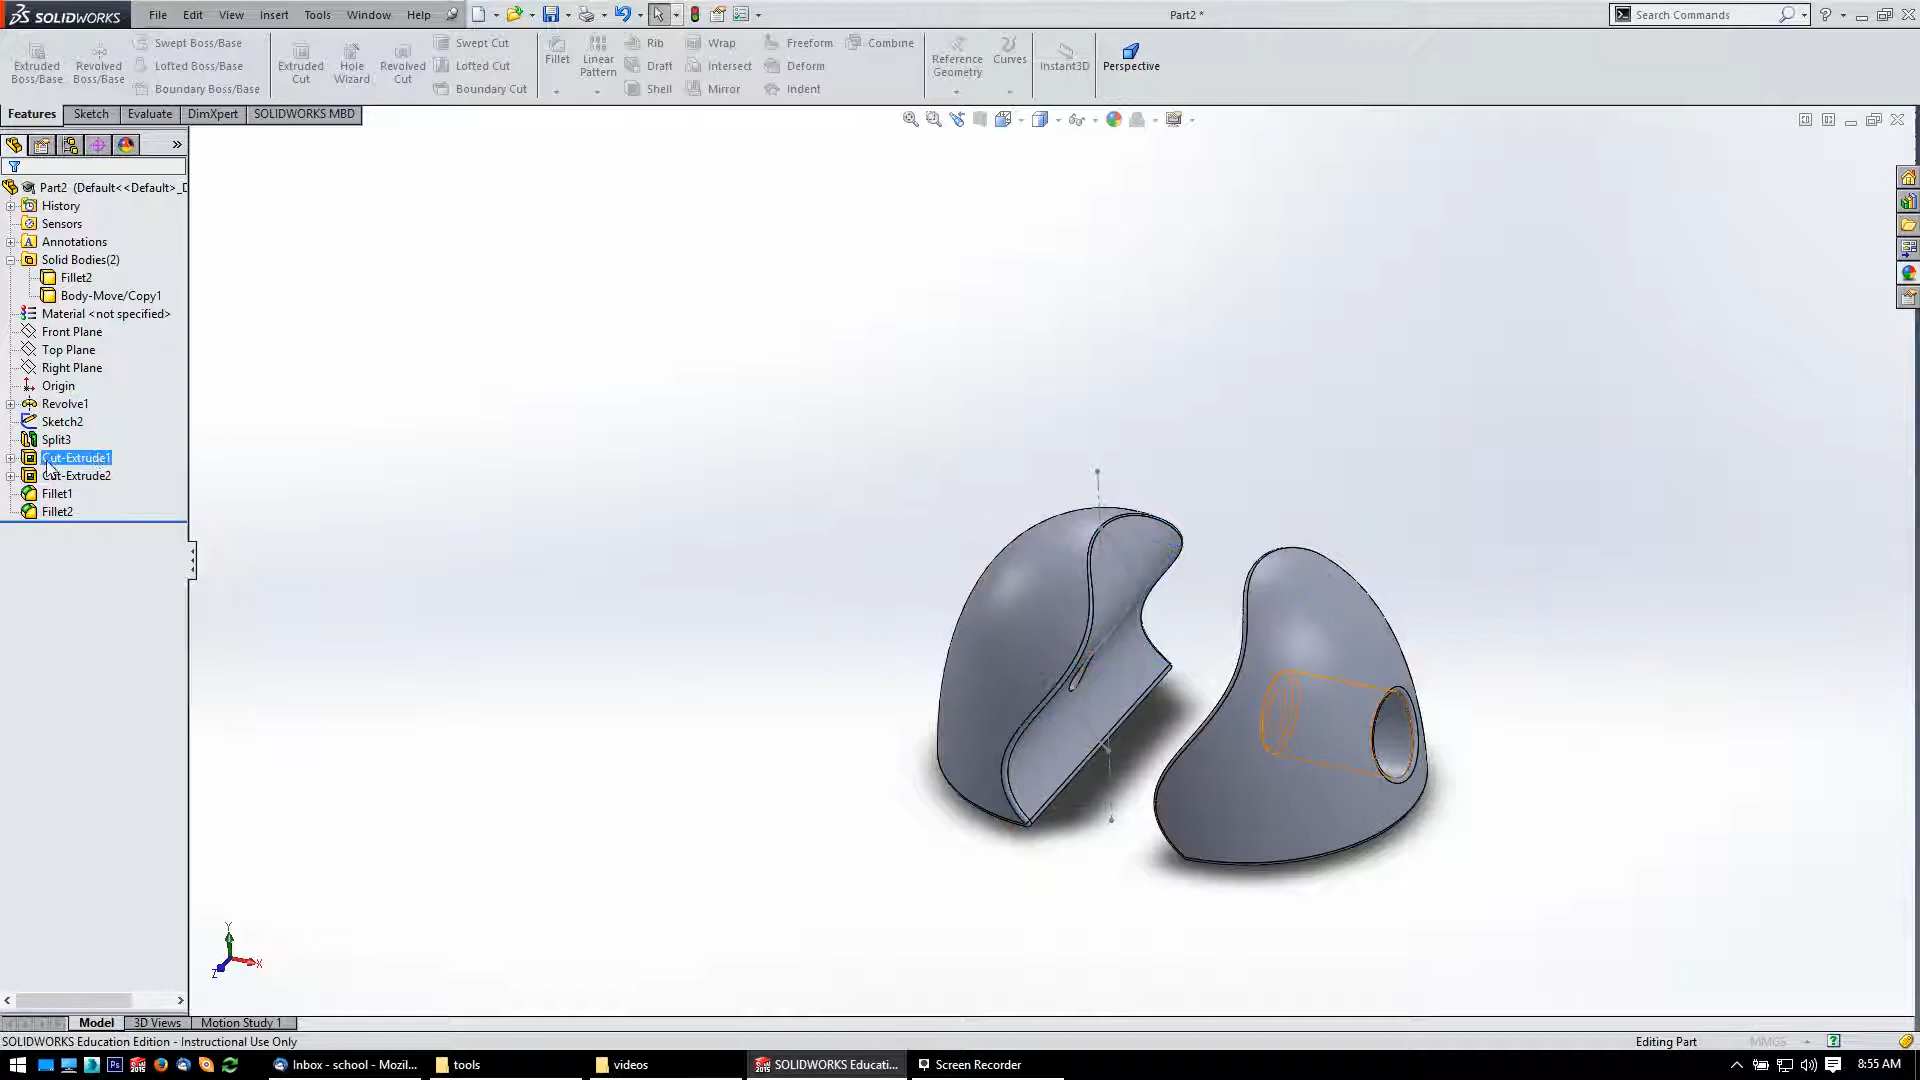 SOLIDWORKS File Edit View Insert Tools Window Help Part2 * Search Commands
Extruded Boss/Base
Revolved Boss/Base
Swept Boss/Base
Lofted Boss/Base
Boundary Boss/Base
Extruded Cut
Hole Wizard
Revolved Cut
Swept Cut
Lofted Cut
Boundary Cut
Fillet
Linear Pattern
Rib
Draft
Shell
Wrap
Intersect
Mirror
Freeform
Deform
Indent
Combine
Reference Geometry
Curves
Instant3D
Perspective
Features Sketch Evaluate DimXpert SOLIDWORKS MBD
Part2 (Default<<Default>_D
History
Sensors
Annotations
Solid Bodies(2)
Fillet2
Body-Move/Copy1
Material <not specified>
Front Plane
Top Plane
Right Plane
Origin
Revolve1
Sketch2
Split3
Cut-Extrude1
Cut-Extrude2
Fillet1
Fillet2
Y
X
Z
Model 3D Views Motion Study 1
SOLIDWORKS Education Edition - Instructional Use Only Editing Part MMGS
Inbox - school - Mozil... tools videos SOLIDWORKS Educati... Screen Recorder 8:55 AM